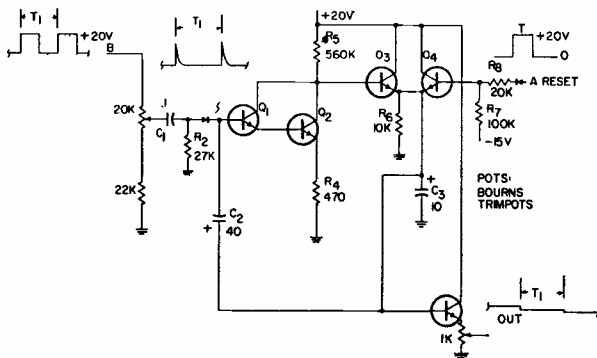 T1
+20V
B
T1
+20V
R5
560K
Q3
Q4
T
+20V
0
R8
20K
A RESET
R7
100K
-15V
20K
.1
C1
R2
27K
Q1
Q2
R6
10K
R4
470
22K
C2
+
40
+
C3
10
POTS:
BOURNS
TRIMPOTS
T1
OUT
1K